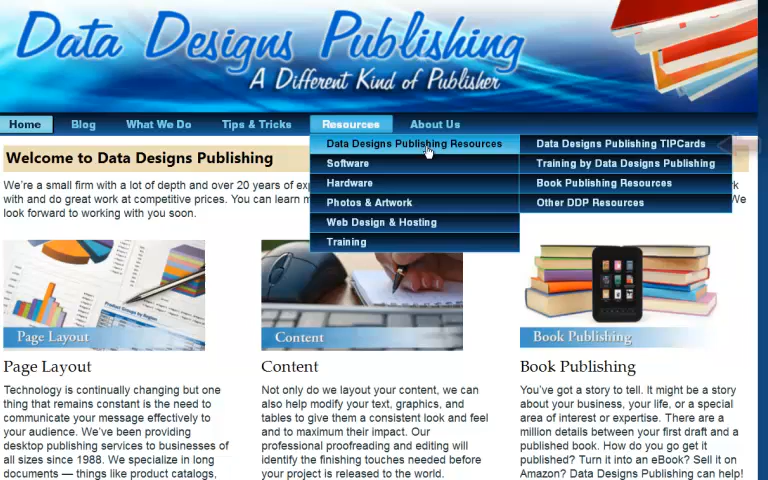 Data Designs Publishing
A Different Kind of Publisher
Home Blog What We Do Tips & Tricks Resources About Us
Data Designs Publishing Resources
Software
Hardware
Photos & Artwork
Web Design & Hosting
Training
Data Designs Publishing TIPCards
Training by Data Designs Publishing
Book Publishing Resources
Other DDP Resources
Welcome to Data Designs Publishing
We're a small firm with a lot of depth and over 20 years of
with and do great work at competitive prices. You can learn We
look forward to working with you soon.
Page Layout
Content
Book Publishing
Page Layout
Technology is continually changing but one
thing that remains constant is the need to
communicate your message effectively to
your audience. We've been providing
desktop publishing services to businesses of
all sizes since 1988. We specialize in long
documents — things like product catalogs,
Content
Not only do we layout your content, we can
also help modify your text, graphics, and
tables to give them a consistent look and feel
and to maximum their impact. Our
professional proofreading and editing will
identify the finishing touches needed before
your project is released to the world.
Book Publishing
You've got a story to tell. It might be a story
about your business, your life, or a special
area of interest or expertise. There are a
million details between your first draft and a
published book. How do you go get it
published? Turn it into an eBook? Sell it on
Amazon? Data Designs Publishing can help!